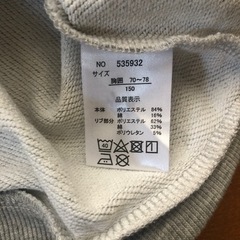 NO 535932
サイズ
胸囲 70～78
150
品質表示
本体 ポリエステル 84%
綿 16%
リブ部分 ポリエステル 62%
綿 33%
ポリウレタン 5%
40